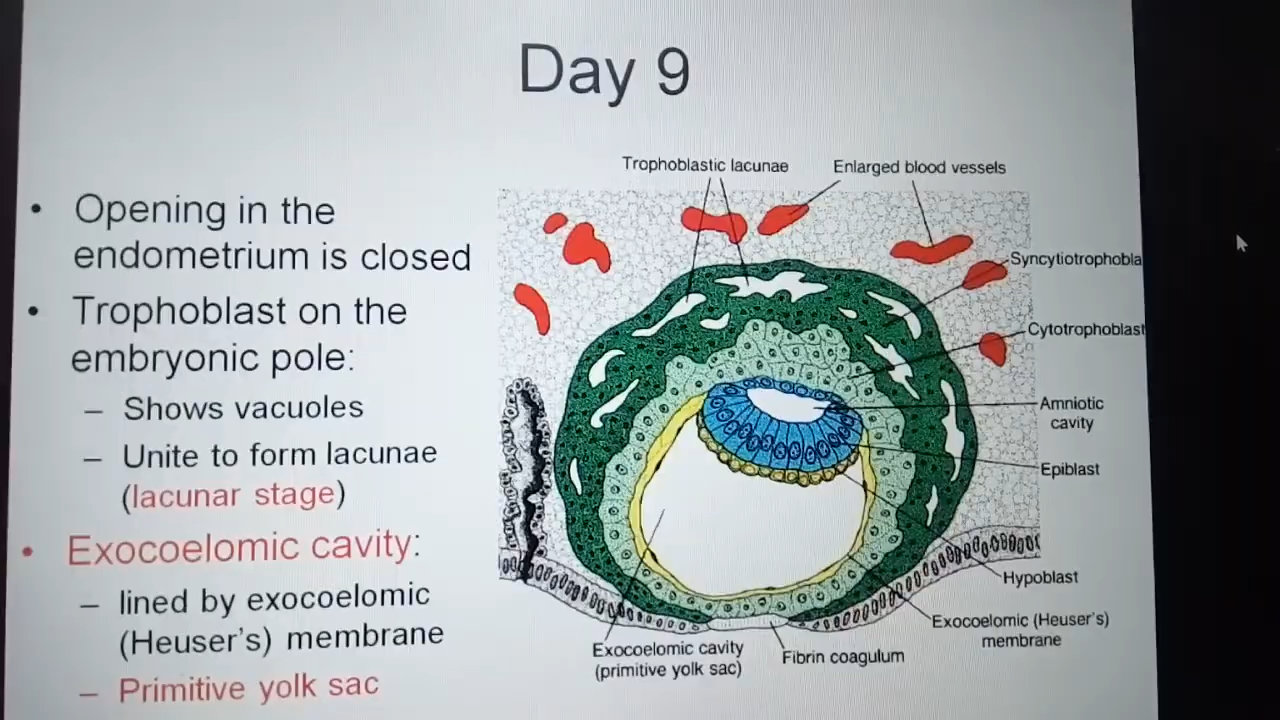 Day 9
• Opening in the
endometrium is closed
• Trophoblast on the
embryonic pole:
– Shows vacuoles
– Unite to form lacunae
(lacunar stage)
• Exocoelomic cavity:
– lined by exocoelomic
(Heuser's) membrane
– Primitive yolk sac
Trophoblastic lacunae
Enlarged blood vessels
Syncytiotrophobla
Cytotrophoblast
Amniotic
cavity
Epiblast
Hypoblast
Exocoelomic (Heuser's)
membrane
Fibrin coagulum
Exocoelomic cavity
(primitive yolk sac)